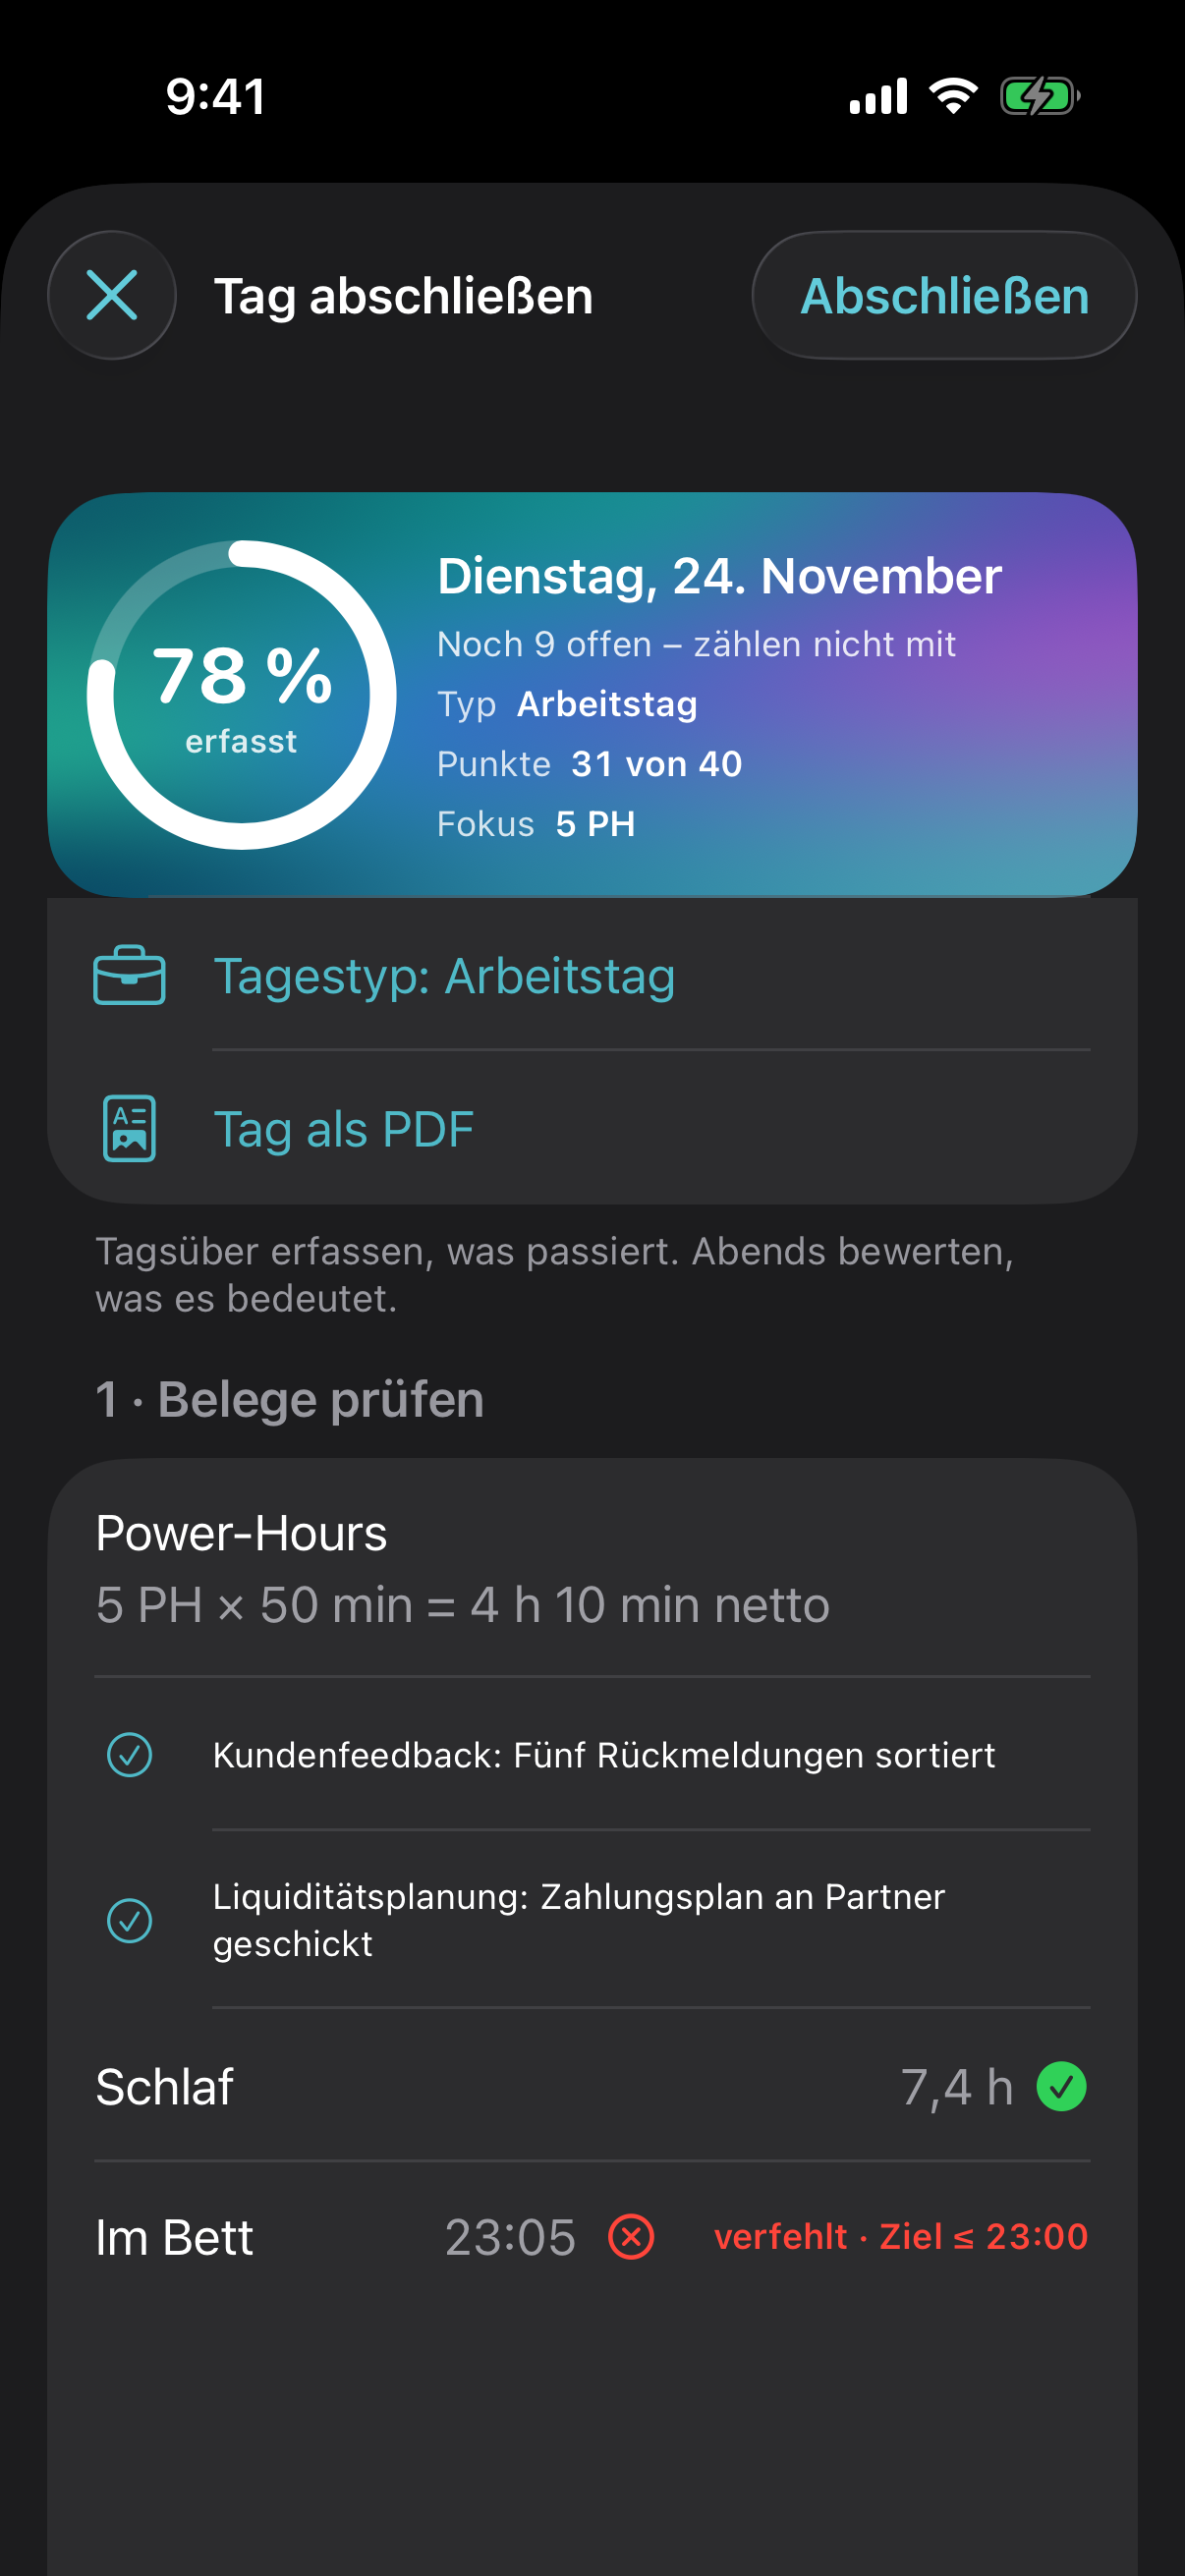 9:41
Tag abschließen
Abschließen
78 %
erfasst
Dienstag, 24. November
Noch 9 offen – zählen nicht mit
Typ Arbeitstag
Punkte 31 von 40
Fokus 5 PH
Tagestyp: Arbeitstag
Tag als PDF
Tagsüber erfassen, was passiert. Abends bewerten,
was es bedeutet.
1 · Belege prüfen
Power-Hours
5 PH × 50 min = 4 h 10 min netto
Kundenfeedback: Fünf Rückmeldungen sortiert
Liquiditätsplanung: Zahlungsplan an Partner
geschickt
Schlaf 7,4 h
Im Bett 23:05 verfehlt · Ziel ≤ 23:00